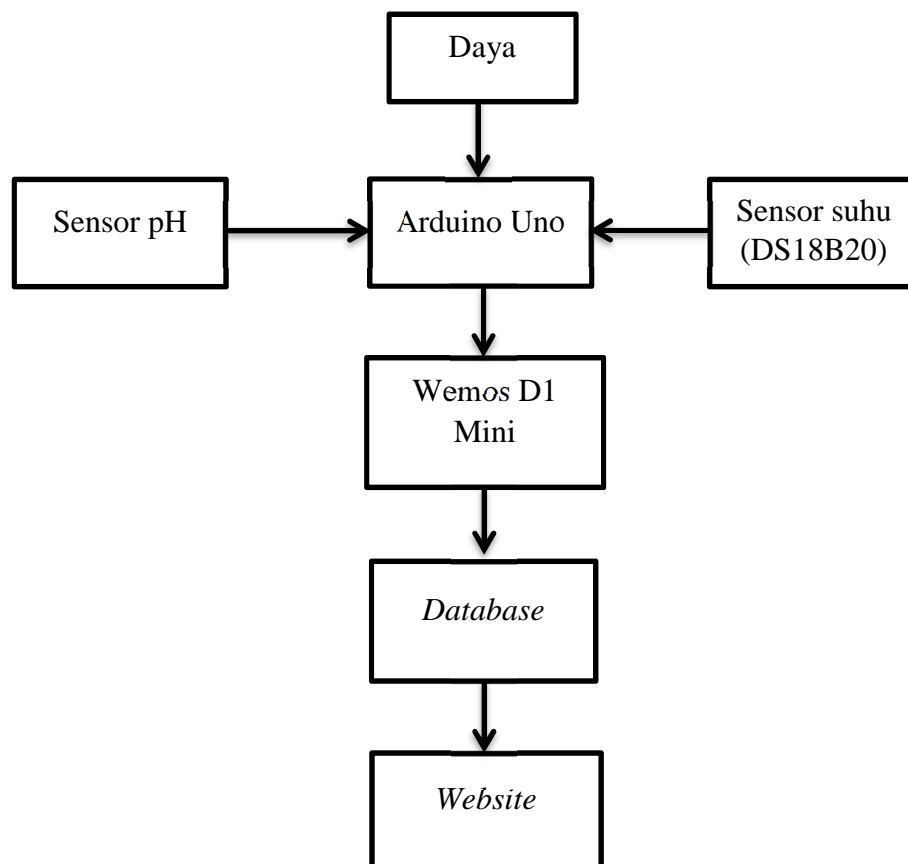 Daya
Sensor pH
Arduino Uno
Sensor suhu
(DS18B20)
Wemos D1
Mini
Database
Website